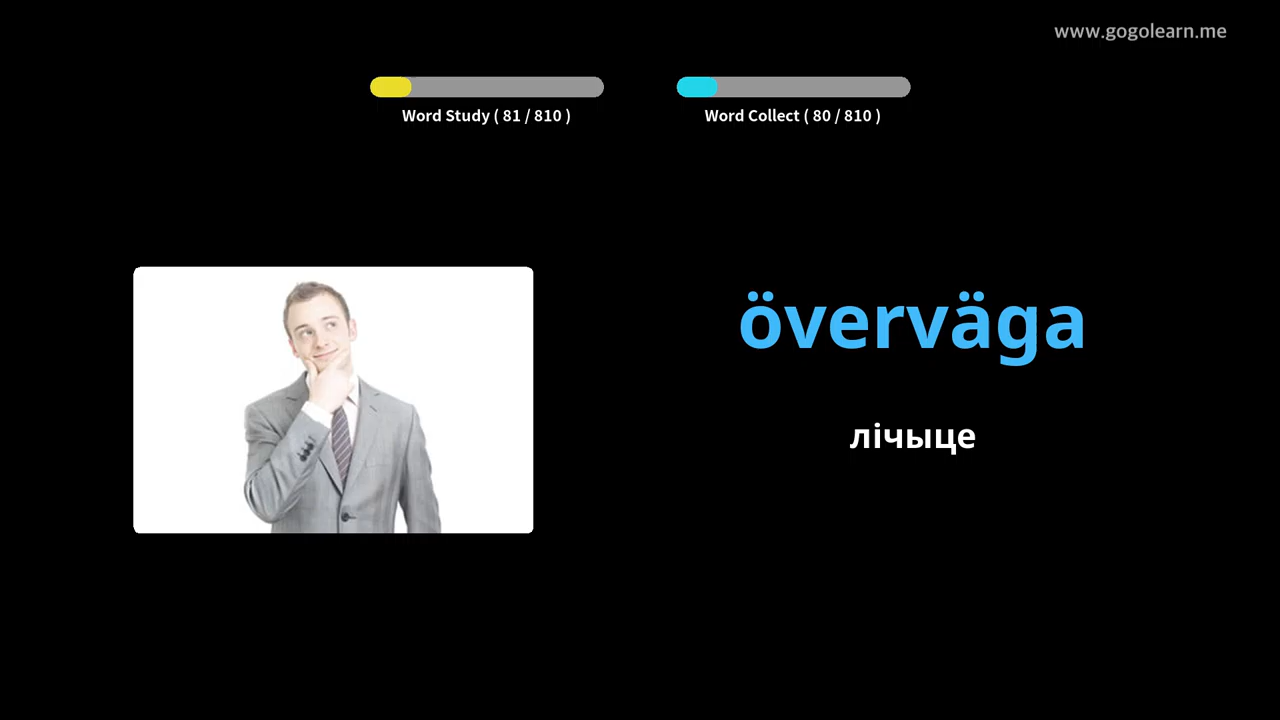 www.gogolearn.me
Word Study ( 81 / 810 )
Word Collect ( 80 / 810 )
överväga
лічыце